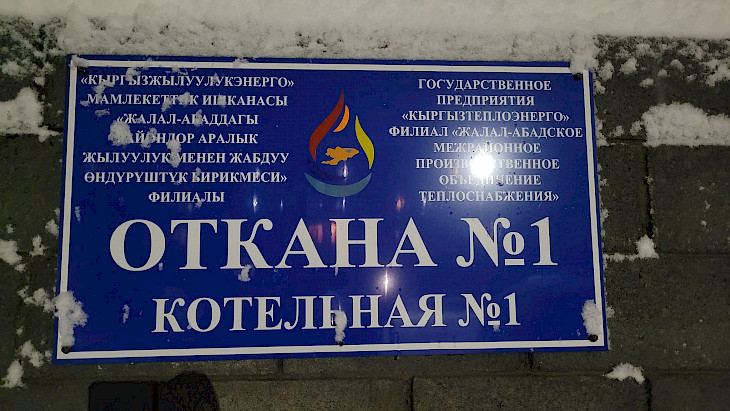 «КЫРГЫЗЖЫЛУУЛУКЭНЕРГО»
МАМЛЕКЕТТИК ИШКАНАСЫ
«ЖАЛАЛ-АБАДДАГЫ
РАЙОНДОР АРАЛЫК
ЖЫЛУУЛУК МЕНЕН ЖАБДУУ
ӨНДҮРҮШТҮК БИРИКМЕСИ»
ФИЛИАЛЫ
ГОСУДАРСТВЕННОЕ
ПРЕДПРИЯТИЯ
«КЫРГЫЗТЕПЛОЭНЕРГО»
ФИЛИАЛ «ЖАЛАЛ-АБАДСКОЕ
МЕЖРАЙОННОЕ
ПРОИЗВОДСТВЕННОЕ
ОБЪЕДИНЕНИЕ
ТЕПЛОСНАБЖЕНИЯ»
ОТКАНА №1
КОТЕЛЬНАЯ №1